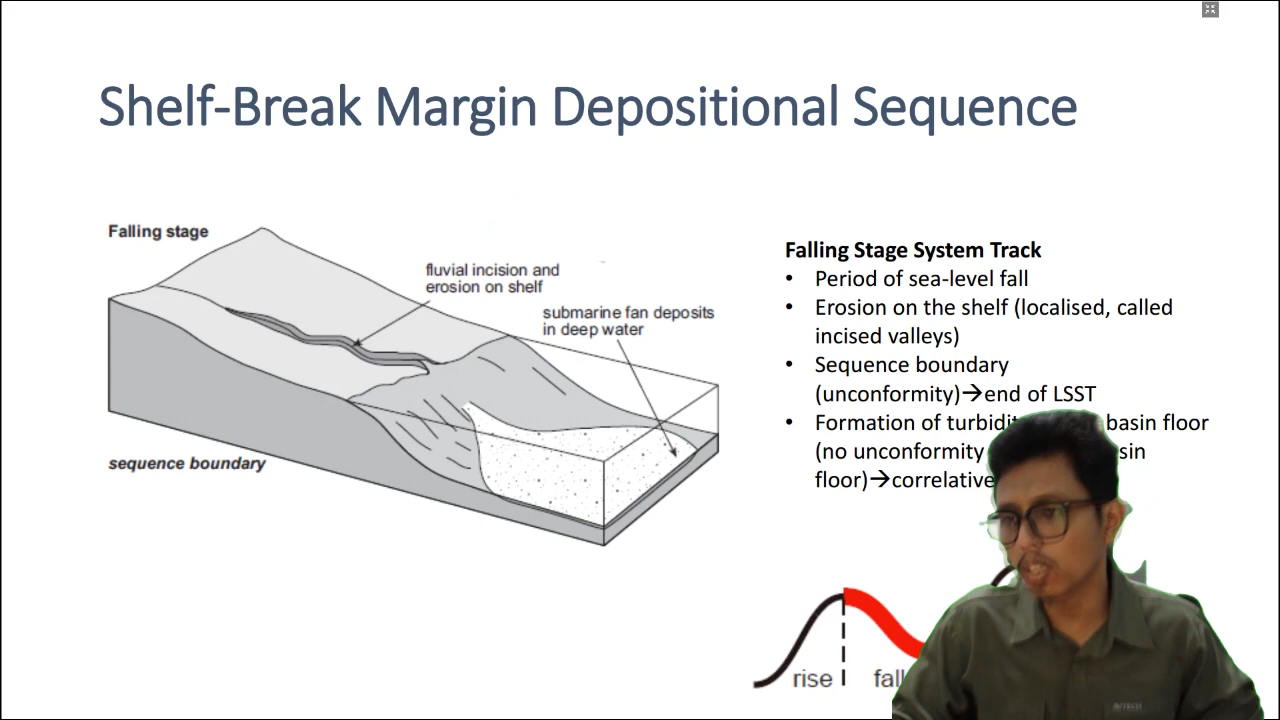 Shelf-Break Margin Depositional Sequence
Falling stage
fluvial incision and
erosion on shelf
submarine fan deposits
in deep water
sequence boundary
Falling Stage System Track
• Period of sea-level fall
• Erosion on the shelf (localised, called
incised valleys)
• Sequence boundary
(unconformity)→end of LSST
• Formation of basin floor
(no unconformity
floor)→correlative
rise
fall